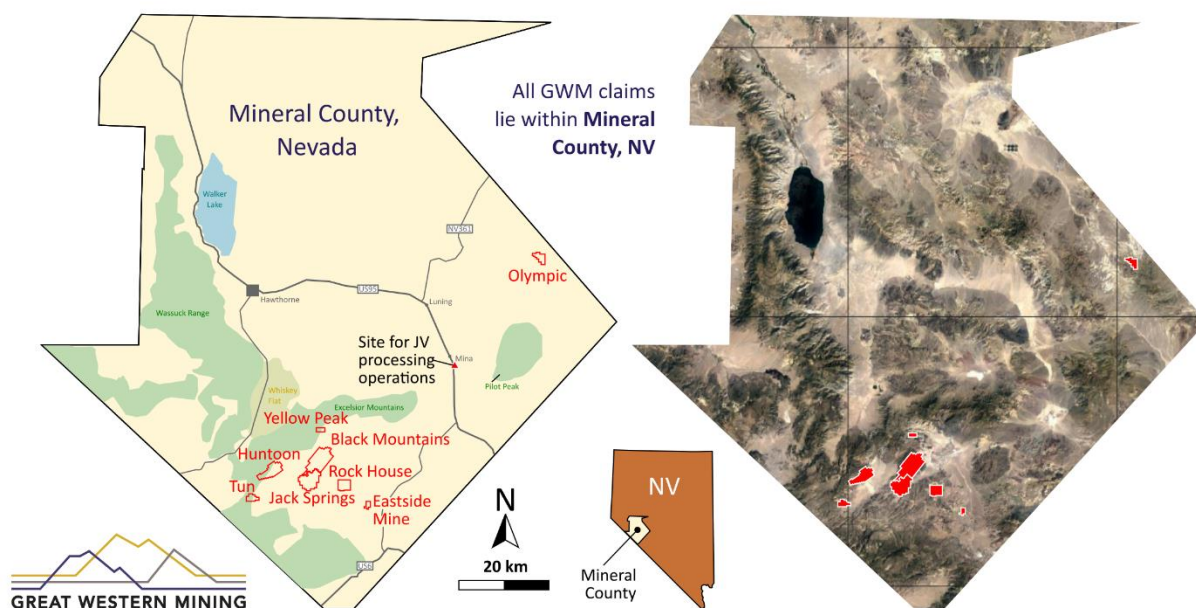 Mineral County,
Nevada
All GWM claims
lie within Mineral
County, NV
Walker
Lake
NV361
Olympic
US95
Hawthorne
Luning
Wassuck Range
Site for JV
processing
operations
Mina
Pilot Peak
Whiskey
Flat
Excelsior Mountains
Yellow Peak
Black Mountains
Huntoon
Rock House
Tun
Jack Springs
Eastside
Mine
N
20 km
US6
NV
Mineral
County
GREAT WESTERN MINING